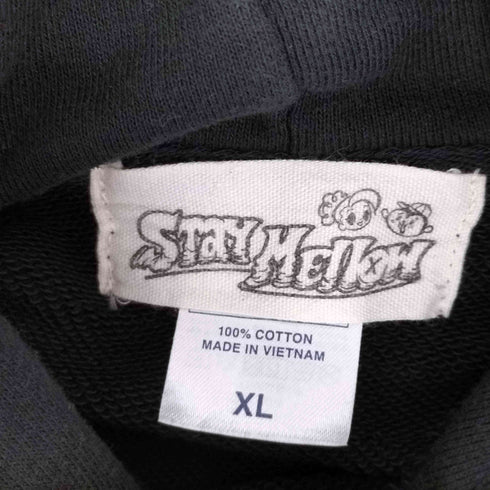 STAY MELLOW
100% COTTON
MADE IN VIETNAM
XL